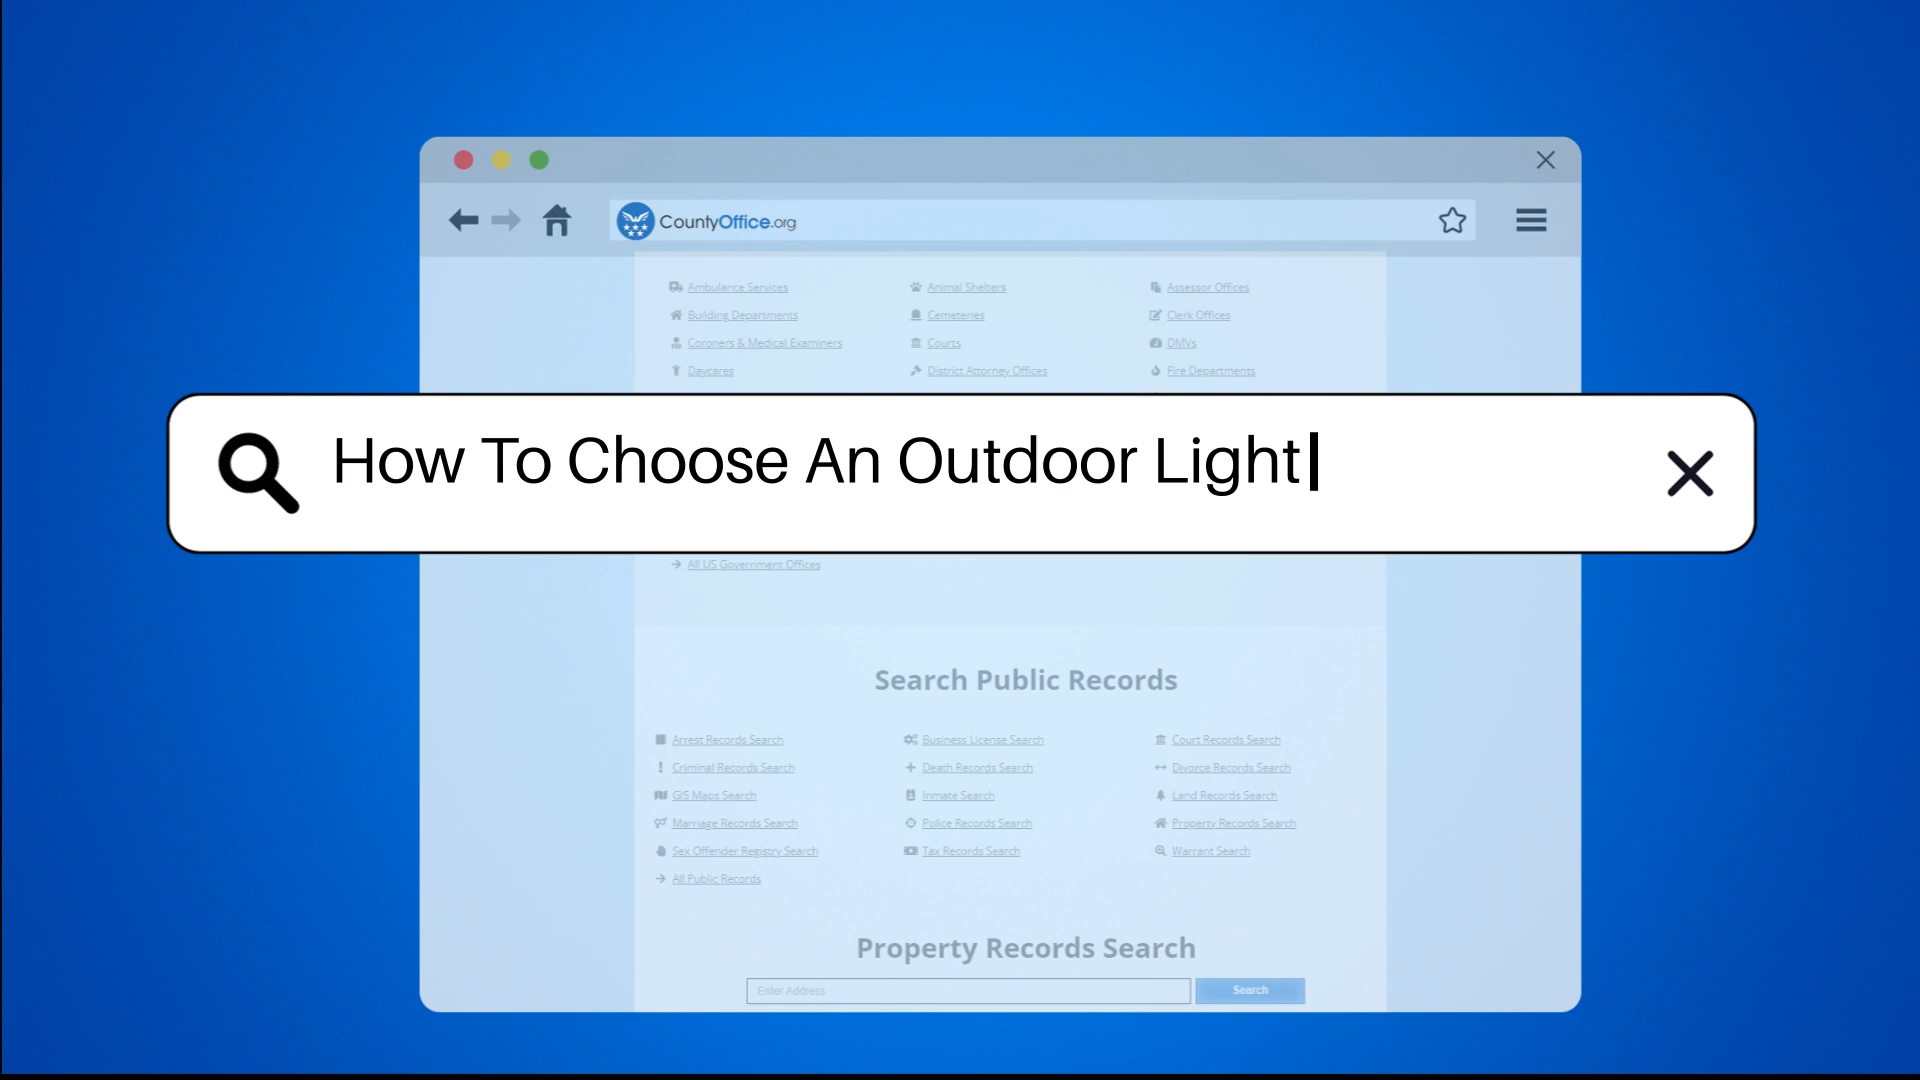 CountyOffice.org
Ambulance Services Animal Shelters Assessor Offices
Building Departments Cemeteries Clerk Offices
Coroners & Medical Examiners Courts DMVs
Daycares District Attorney Offices Fire Departments
How To Choose An Outdoor Light
All US Government Offices
Search Public Records
Arrest Records Search Business License Search Court Records Search
Criminal Records Search Death Records Search Divorce Records Search
GIS Maps Search Inmate Search Land Records Search
Marriage Records Search Police Records Search Property Records Search
Sex Offender Registry Search Tax Records Search Warrant Search
All Public Records
Property Records Search
Enter Address Search